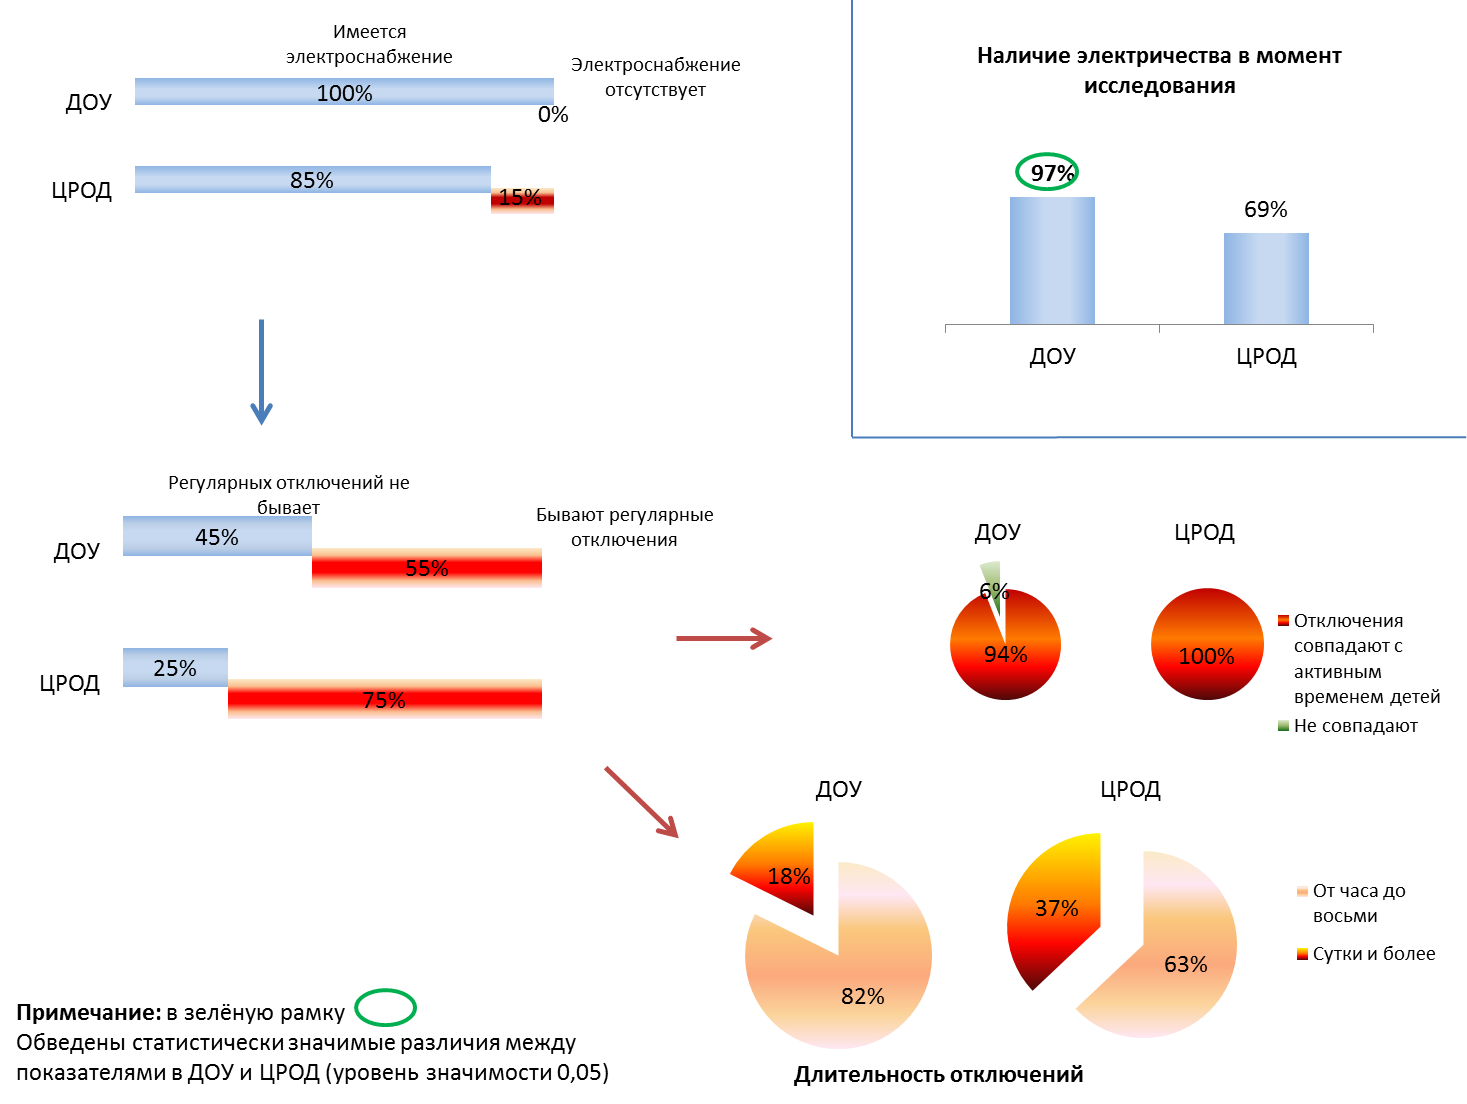 Имеется
электроснабжение
Электроснабжение
отсутствует
ДОУ
100%
0%
ЦРОД
85%
15%
Наличие электричества в момент
исследования
97%
69%
ДОУ
ЦРОД
Регулярных отключений не
бывает
Бывают регулярные
отключения
ДОУ
45%
55%
ЦРОД
25%
75%
ДОУ
ЦРОД
6%
94%
100%
Отключения
совпадают с
активным
временем детей
Не совпадают
ДОУ
ЦРОД
18%
82%
37%
63%
От часа до
восьми
Сутки и более
Длительность отключений
Примечание: в зелёную рамку
Обведены статистически значимые различия между
показателями в ДОУ и ЦРОД (уровень значимости 0,05)